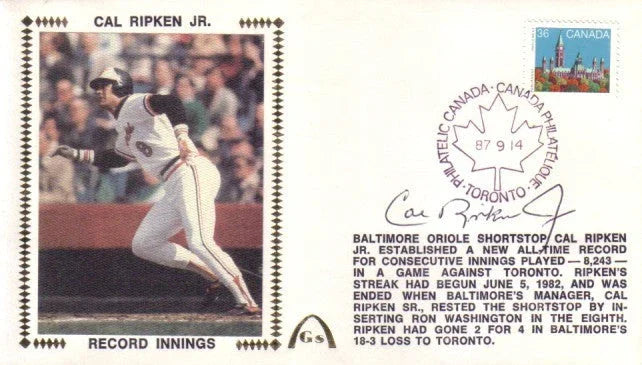 CAL RIPKEN JR.
8
RECORD INNINGS
Gs
36 CANADA
PHILATELIC CANADA · CANADA PHILATÉLIQUE
87 9 14
· TORONTO ·
Cal Ripken Jr
BALTIMORE ORIOLE SHORTSTOP CAL RIPKEN
JR. ESTABLISHED A NEW ALL-TIME RECORD
FOR CONSECUTIVE INNINGS PLAYED — 8,243 —
IN A GAME AGAINST TORONTO. RIPKEN'S
STREAK HAD BEGUN JUNE 5, 1982, AND WAS
ENDED WHEN BALTIMORE'S MANAGER, CAL
RIPKEN SR., RESTED THE SHORTSTOP BY IN-
SERTING RON WASHINGTON IN THE EIGHTH.
RIPKEN HAD GONE 2 FOR 4 IN BALTIMORE'S
18-3 LOSS TO TORONTO.